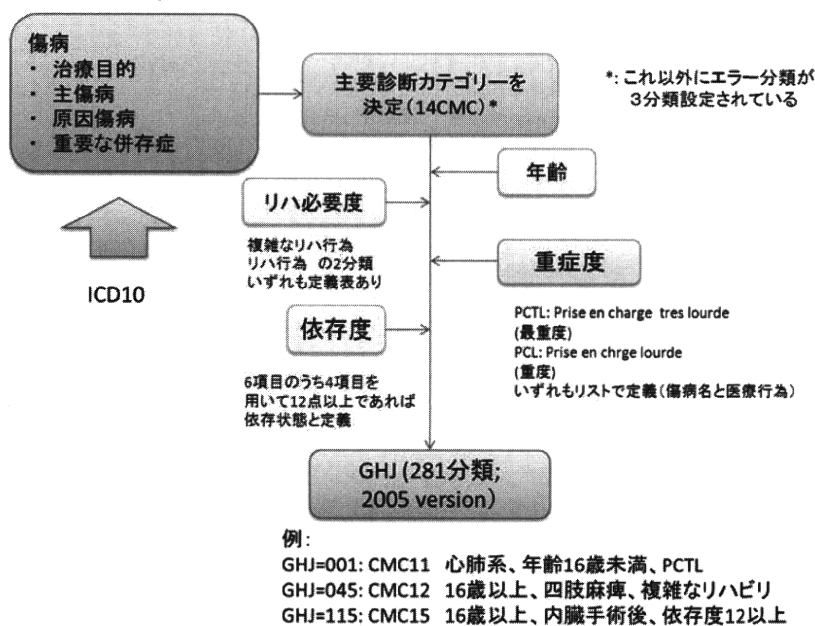 傷病
・ 治療目的
・ 主傷病
・ 原因傷病
・ 重要な併存症
主要診断カテゴリーを
決定(14CMC)*
*: これ以外にエラー分類が
3分類設定されている
年齢
リハ必要度
複雑なリハ行為
リハ行為 の2分類
いずれも定義表あり
ICD10
重症度
PCTL: Prise en charge tres lourde
(最重度)
PCL: Prise en chrge lourde
(重度)
いずれもリストで定義(傷病名と医療行為)
依存度
6項目のうち4項目を
用いて12点以上であれば
依存状態と定義
GHJ (281分類;
2005 version)
例:
GHJ=001: CMC11 心肺系、年齢16歳未満、PCTL
GHJ=045: CMC12 16歳以上、四肢麻痺、複雑なリハビリ
GHJ=115: CMC15 16歳以上、内臓手術後、依存度12以上